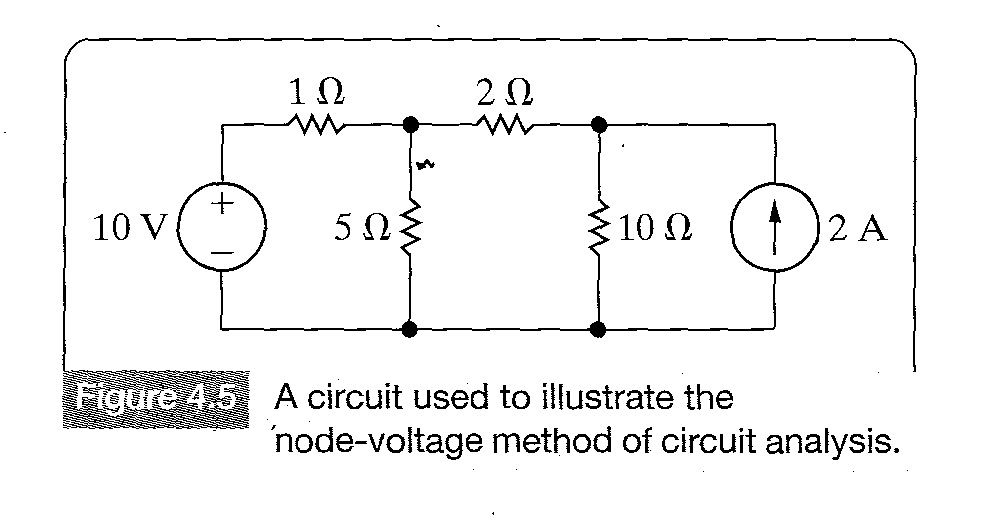 1 Ω 2 Ω
10 V + − 5 Ω 10 Ω 2 A
Figure 4.5 A circuit used to illustrate the
node-voltage method of circuit analysis.